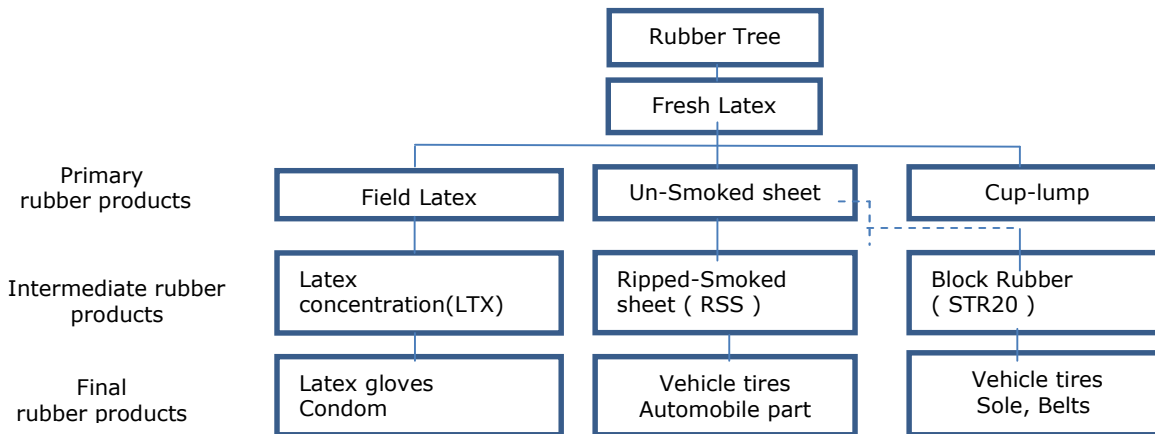 Rubber Tree
Fresh Latex
Primary
rubber products
Field Latex
Un-Smoked sheet
Cup-lump
Intermediate rubber
products
Latex
concentration(LTX)
Ripped-Smoked
sheet ( RSS )
Block Rubber
( STR20 )
Final
rubber products
Latex gloves
Condom
Vehicle tires
Automobile part
Vehicle tires
Sole, Belts